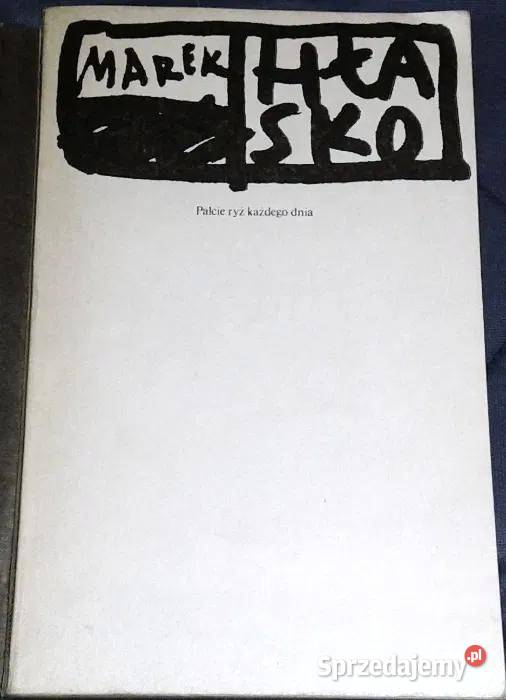 MAREK HŁA
SKO
Palcie ryż każdego dnia
Sprzedajemy.pl